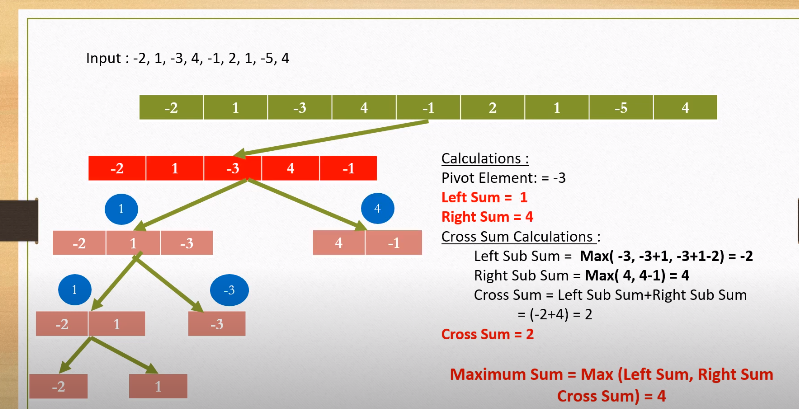 Input : -2, 1, -3, 4, -1, 2, 1, -5, 4
-2 1 -3 4 -1 2 1 -5 4
-2 1 -3 4 -1
1 4
-2 1 -3 4 -1
1 -3
-2 1 -3
-2 1
Calculations :
Pivot Element: = -3
Left Sum = 1
Right Sum = 4
Cross Sum Calculations :
Left Sub Sum = Max( -3, -3+1, -3+1-2) = -2
Right Sub Sum = Max( 4, 4-1) = 4
Cross Sum = Left Sub Sum+Right Sub Sum
= (-2+4) = 2
Cross Sum = 2
Maximum Sum = Max (Left Sum, Right Sum
Cross Sum) = 4